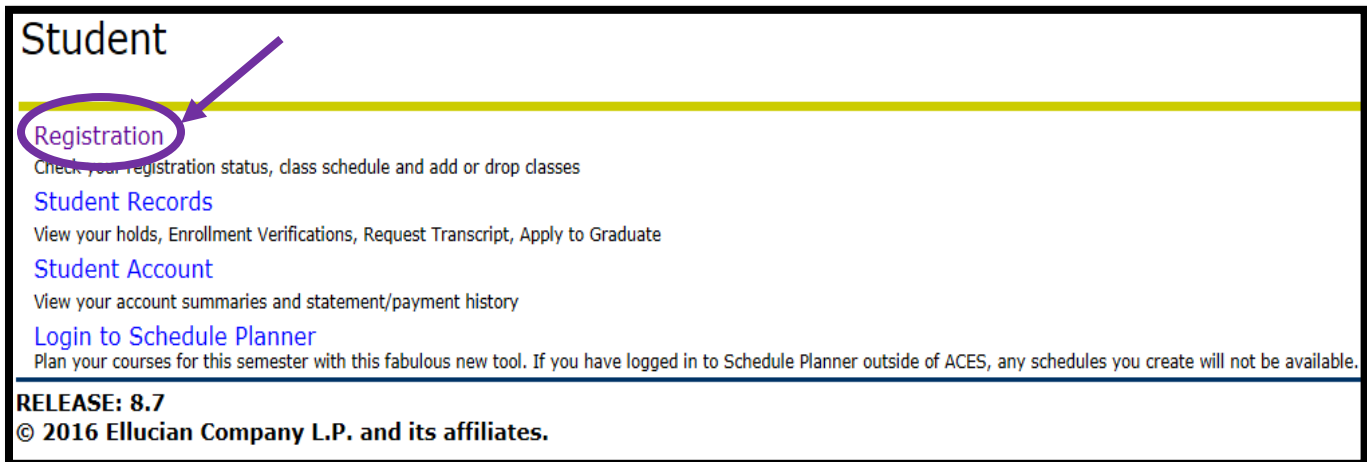 Student
Registration
Check your registration status, class schedule and add or drop classes
Student Records
View your holds, Enrollment Verifications, Request Transcript, Apply to Graduate
Student Account
View your account summaries and statement/payment history
Login to Schedule Planner
Plan your courses for this semester with this fabulous new tool. If you have logged in to Schedule Planner outside of ACES, any schedules you create will not be available.
RELEASE: 8.7
© 2016 Ellucian Company L.P. and its affiliates.